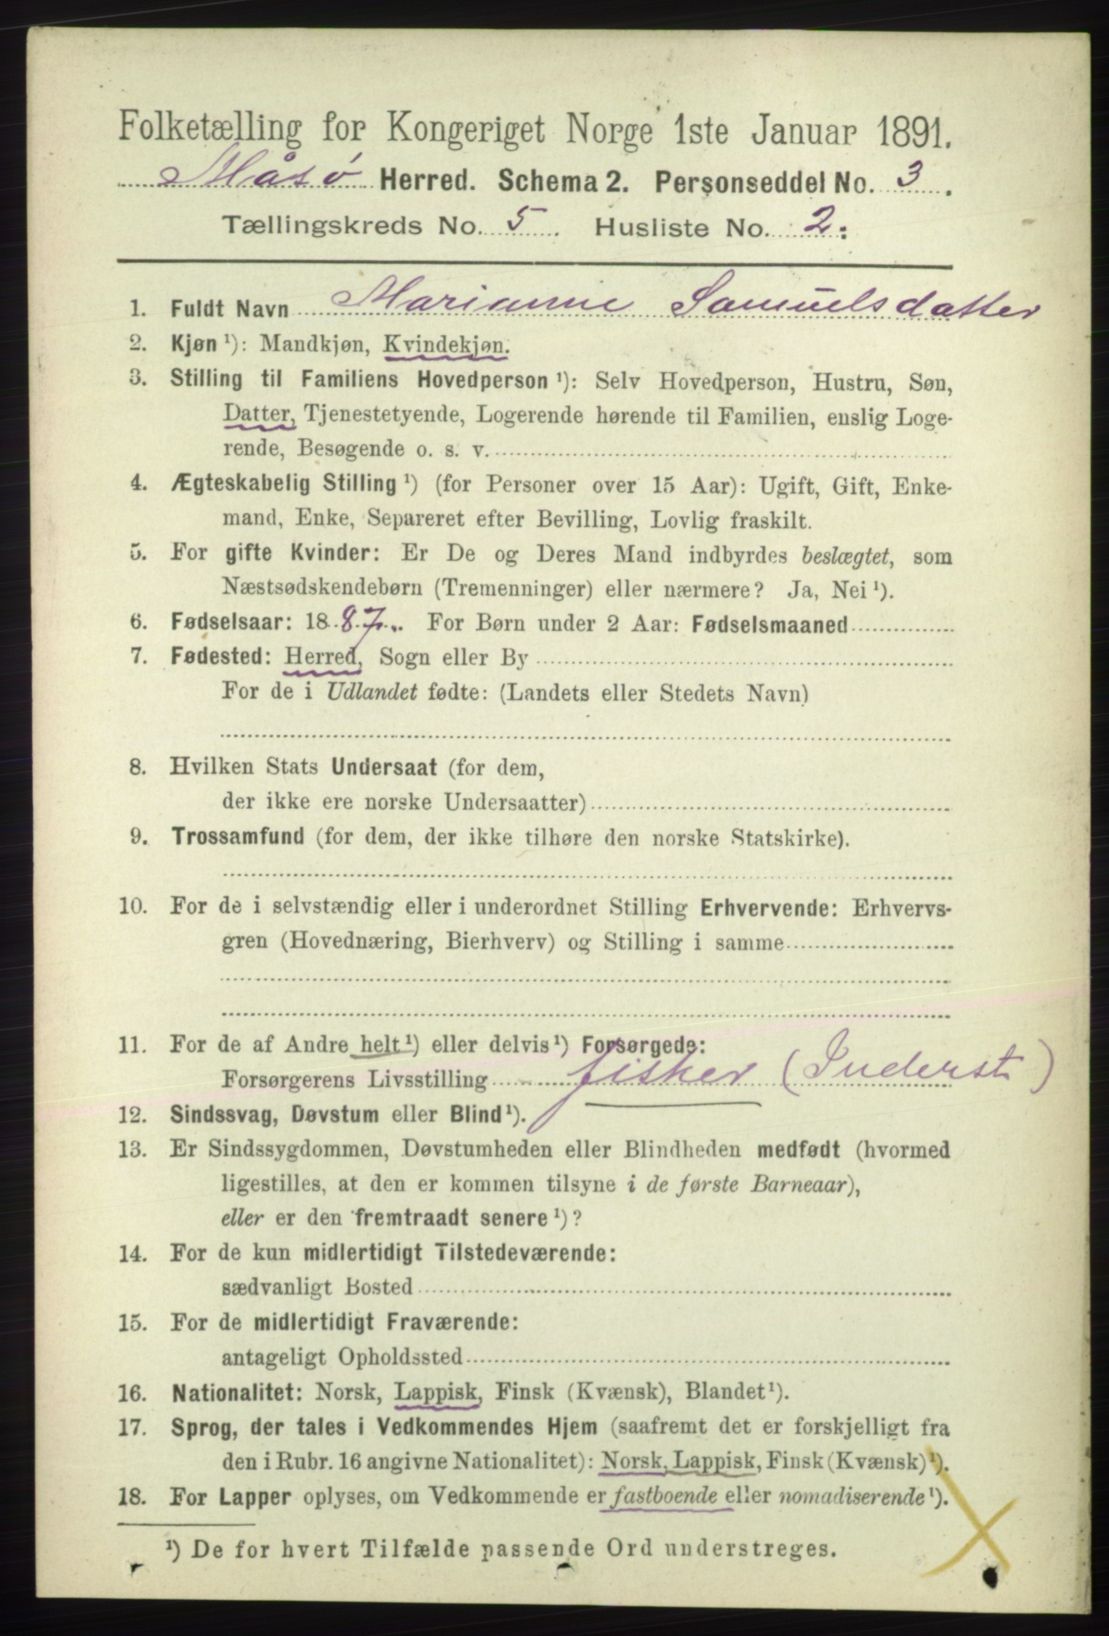 Folketælling for Kongeriget Norge 1ste Januar 1891.
Måsø Herred. Schema 2. Personseddel No. 3.
Tællingskreds No. 5. Husliste No. 2.
1. Fuldt Navn Marianne Samuelsdatter
2. Kjøn ¹): Mandkjøn, Kvindekjøn.
3. Stilling til Familiens Hovedperson ¹): Selv Hovedperson, Hustru, Søn,
Datter, Tjenestetyende, Logerende hørende til Familien, enslig Loge-
rende, Besøgende o. s. v.
4. Ægteskabelig Stilling ¹) (for Personer over 15 Aar): Ugift, Gift, Enke-
mand, Enke, Separeret efter Bevilling, Lovlig fraskilt.
5. For gifte Kvinder: Er De og Deres Mand indbyrdes beslægtet, som
Næstsødskendebørn (Tremenninger) eller nærmere? Ja, Nei ¹).
6. Fødselsaar: 1887. For Børn under 2 Aar: Fødselsmaaned
7. Fødested: Herred, Sogn eller By
For de i Udlandet fødte: (Landets eller Stedets Navn)
8. Hvilken Stats Undersaat (for dem,
der ikke ere norske Undersaatter)
9. Trossamfund (for dem, der ikke tilhøre den norske Statskirke).
10. For de i selvstændig eller i underordnet Stilling Erhvervende: Erhvervs-
gren (Hovednæring, Bierhverv) og Stilling i samme
11. For de af Andre helt ¹) eller delvis ¹) Forsørgede:
Forsørgerens Livsstilling fisker (Inderst)
12. Sindssvag, Døvstum eller Blind ¹).
13. Er Sindssygdommen, Døvstumheden eller Blindheden medfødt (hvormed
ligestilles, at den er kommen tilsyne i de første Barneaar),
eller er den fremtraadt senere ¹)?
14. For de kun midlertidigt Tilstedeværende:
sædvanligt Bosted
15. For de midlertidigt Fraværende:
antageligt Opholdssted
16. Nationalitet: Norsk, Lappisk, Finsk (Kvænsk), Blandet ¹).
17. Sprog, der tales i Vedkommendes Hjem (saafremt det er forskjelligt fra
den i Rubr. 16 angivne Nationalitet): Norsk, Lappisk, Finsk (Kvænsk) ¹).
18. For Lapper oplyses, om Vedkommende er fastboende eller nomadiserende ¹).
¹) De for hvert Tilfælde passende Ord understreges.